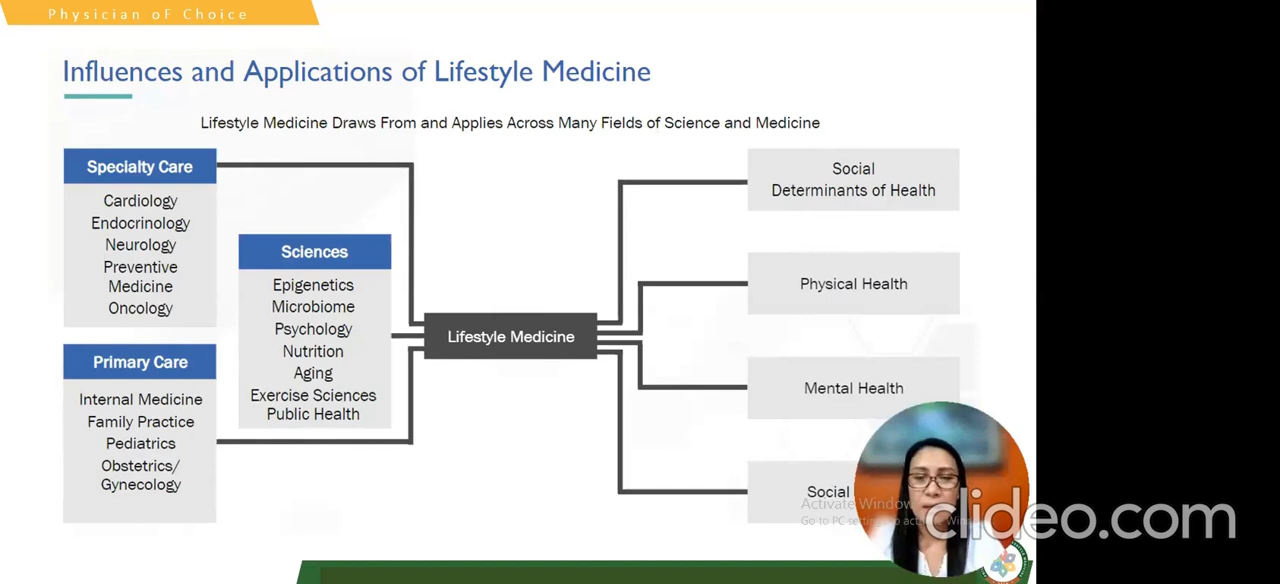 Physician oF Choice
Influences and Applications of Lifestyle Medicine
Lifestyle Medicine Draws From and Applies Across Many Fields of Science and Medicine
Specialty Care
Cardiology
Endocrinology
Neurology
Preventive
Medicine
Oncology
Primary Care
Internal Medicine
Family Practice
Pediatrics
Obstetrics/
Gynecology
Sciences
Epigenetics
Microbiome
Psychology
Nutrition
Aging
Exercise Sciences
Public Health
Lifestyle Medicine
Social
Determinants of Health
Physical Health
Mental Health
Social
Activate Window
Go to PC settings to
clideo.com